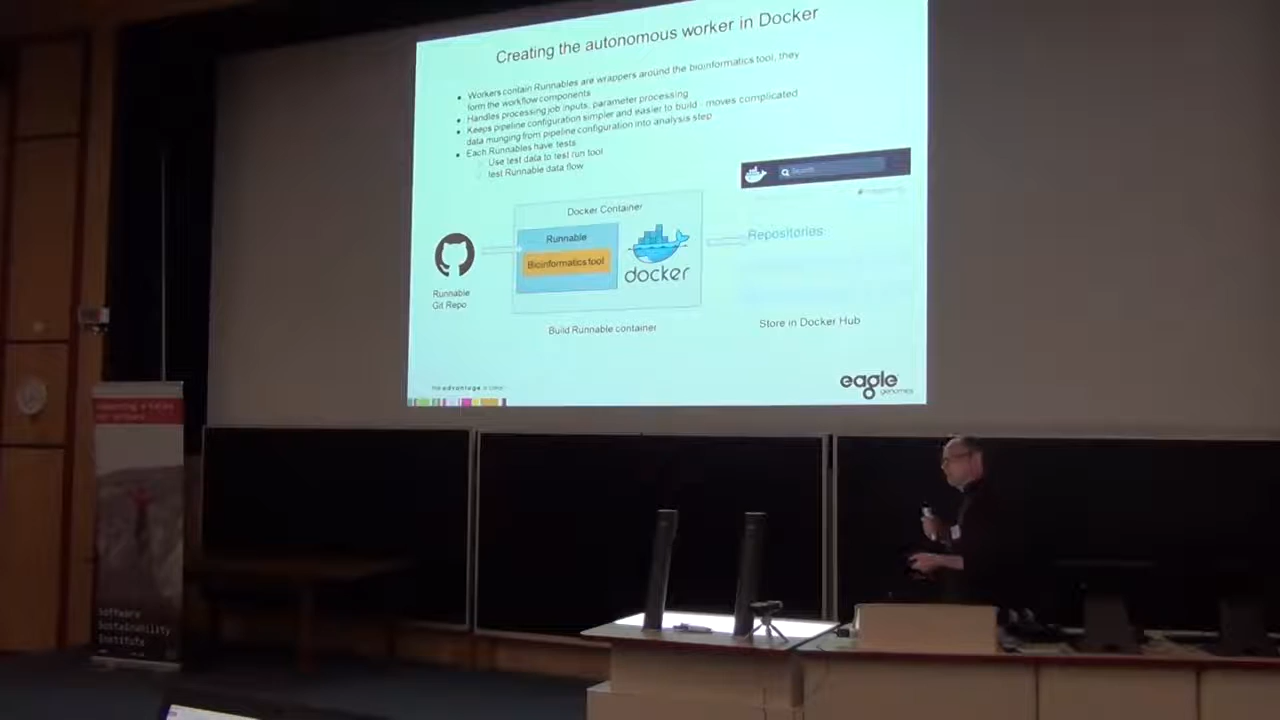 Creating the autonomous worker in Docker
Workers contain Runnables are wrappers around the bioinformatics tool, they
form the workflow components
Handles processing job inputs, parameter processing
Keeps pipeline configuration simpler and easier to build - moves complicated
data munging from pipeline configuration into analysis step
Each Runnables have tests
Use test data to test run tool
test Runnable data flow
Search
Docker Container
Runnable
Bioinformatics tool
docker
Repositories
Runnable
Git Repo
Build Runnable container
Store in Docker Hub
eagle
genomics
Software
Sustainability
Institute